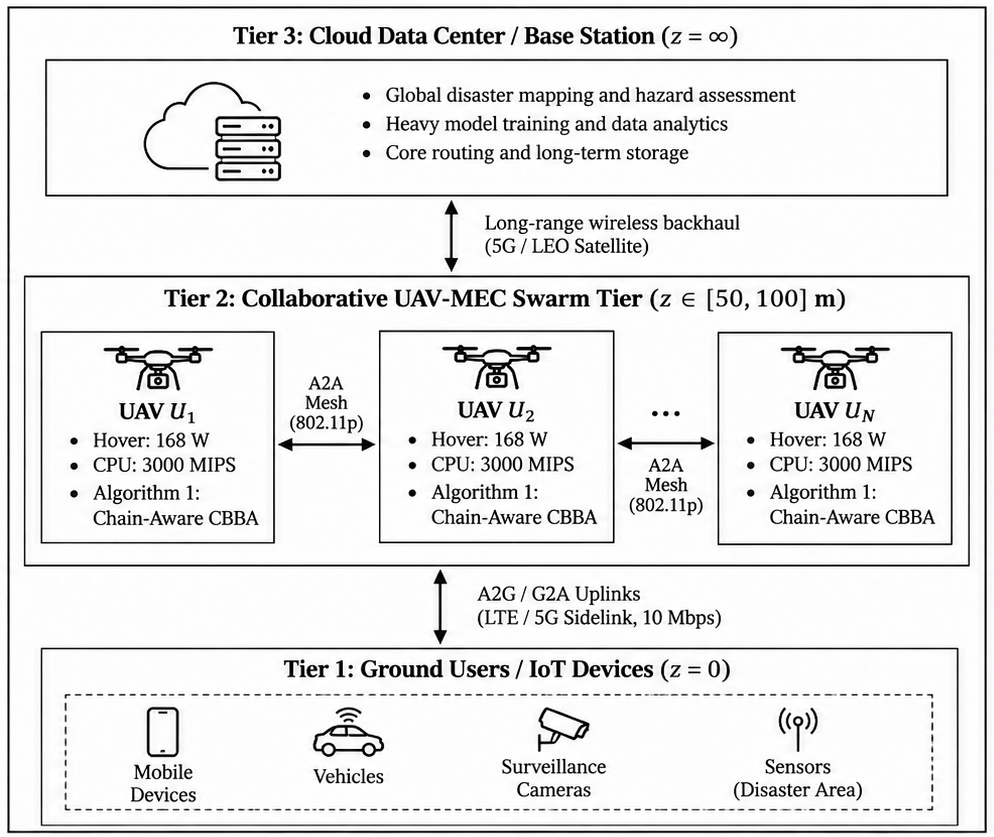 Tier 3: Cloud Data Center / Base Station (z = ∞)
• Global disaster mapping and hazard assessment
• Heavy model training and data analytics
• Core routing and long-term storage
Long-range wireless backhaul
(5G / LEO Satellite)
Tier 2: Collaborative UAV-MEC Swarm Tier (z ∈ [50, 100] m)
UAV U₁
• Hover: 168 W
• CPU: 3000 MIPS
• Algorithm 1:
Chain-Aware CBBA
A2A
Mesh
(802.11p)
UAV U₂
• Hover: 168 W
• CPU: 3000 MIPS
• Algorithm 1:
Chain-Aware CBBA
...
A2A
Mesh
(802.11p)
UAV U_N
• Hover: 168 W
• CPU: 3000 MIPS
• Algorithm 1:
Chain-Aware CBBA
A2G / G2A Uplinks
(LTE / 5G Sidelink, 10 Mbps)
Tier 1: Ground Users / IoT Devices (z = 0)
Mobile
Devices
Vehicles
Surveillance
Cameras
Sensors
(Disaster Area)